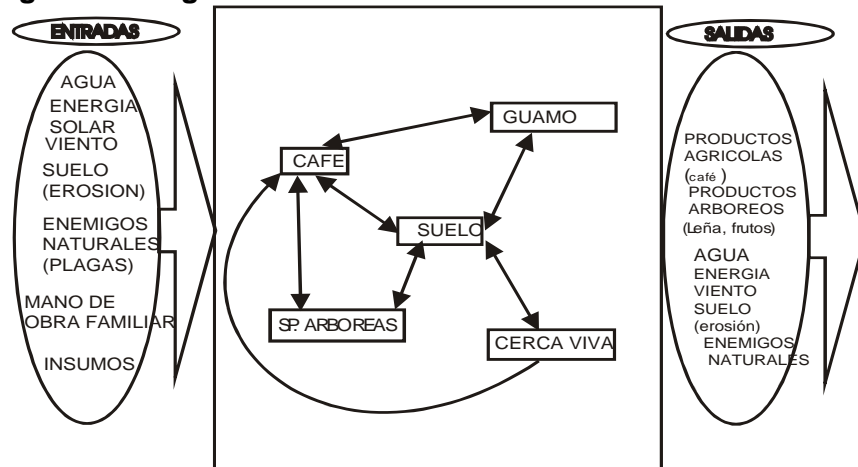 ENTRADAS
AGUA
ENERGIA
SOLAR
VIENTO
SUELO
(EROSION)
ENEMIGOS
NATURALES
(PLAGAS)
MANO DE
OBRA FAMILIAR
INSUMOS
GUAMO
CAFE
SUELO
SP. ARBOREAS
CERCA VIVA
SALIDAS
PRODUCTOS
AGRICOLAS
(café )
PRODUCTOS
ARBOREOS
(Leña, frutos)
AGUA
ENERGIA
VIENTO
SUELO
(erosión)
ENEMIGOS
NATURALES